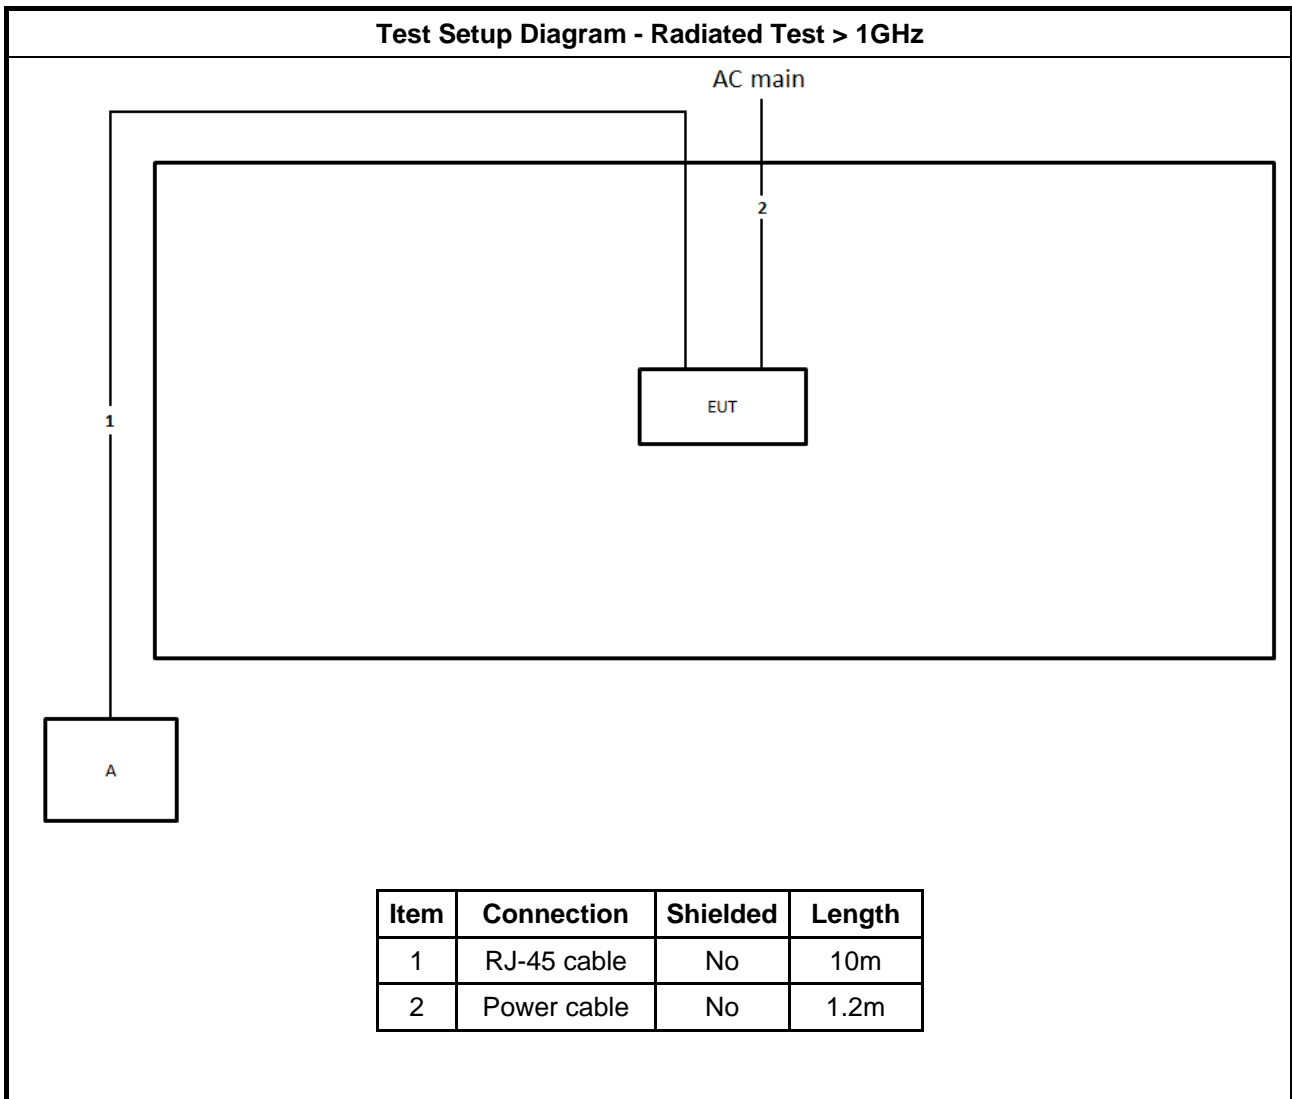 Test Setup Diagram - Radiated Test > 1GHz
AC main
2
EUT
1
A
Item Connection Shielded Length
1 RJ-45 cable No 10m
2 Power cable No 1.2m